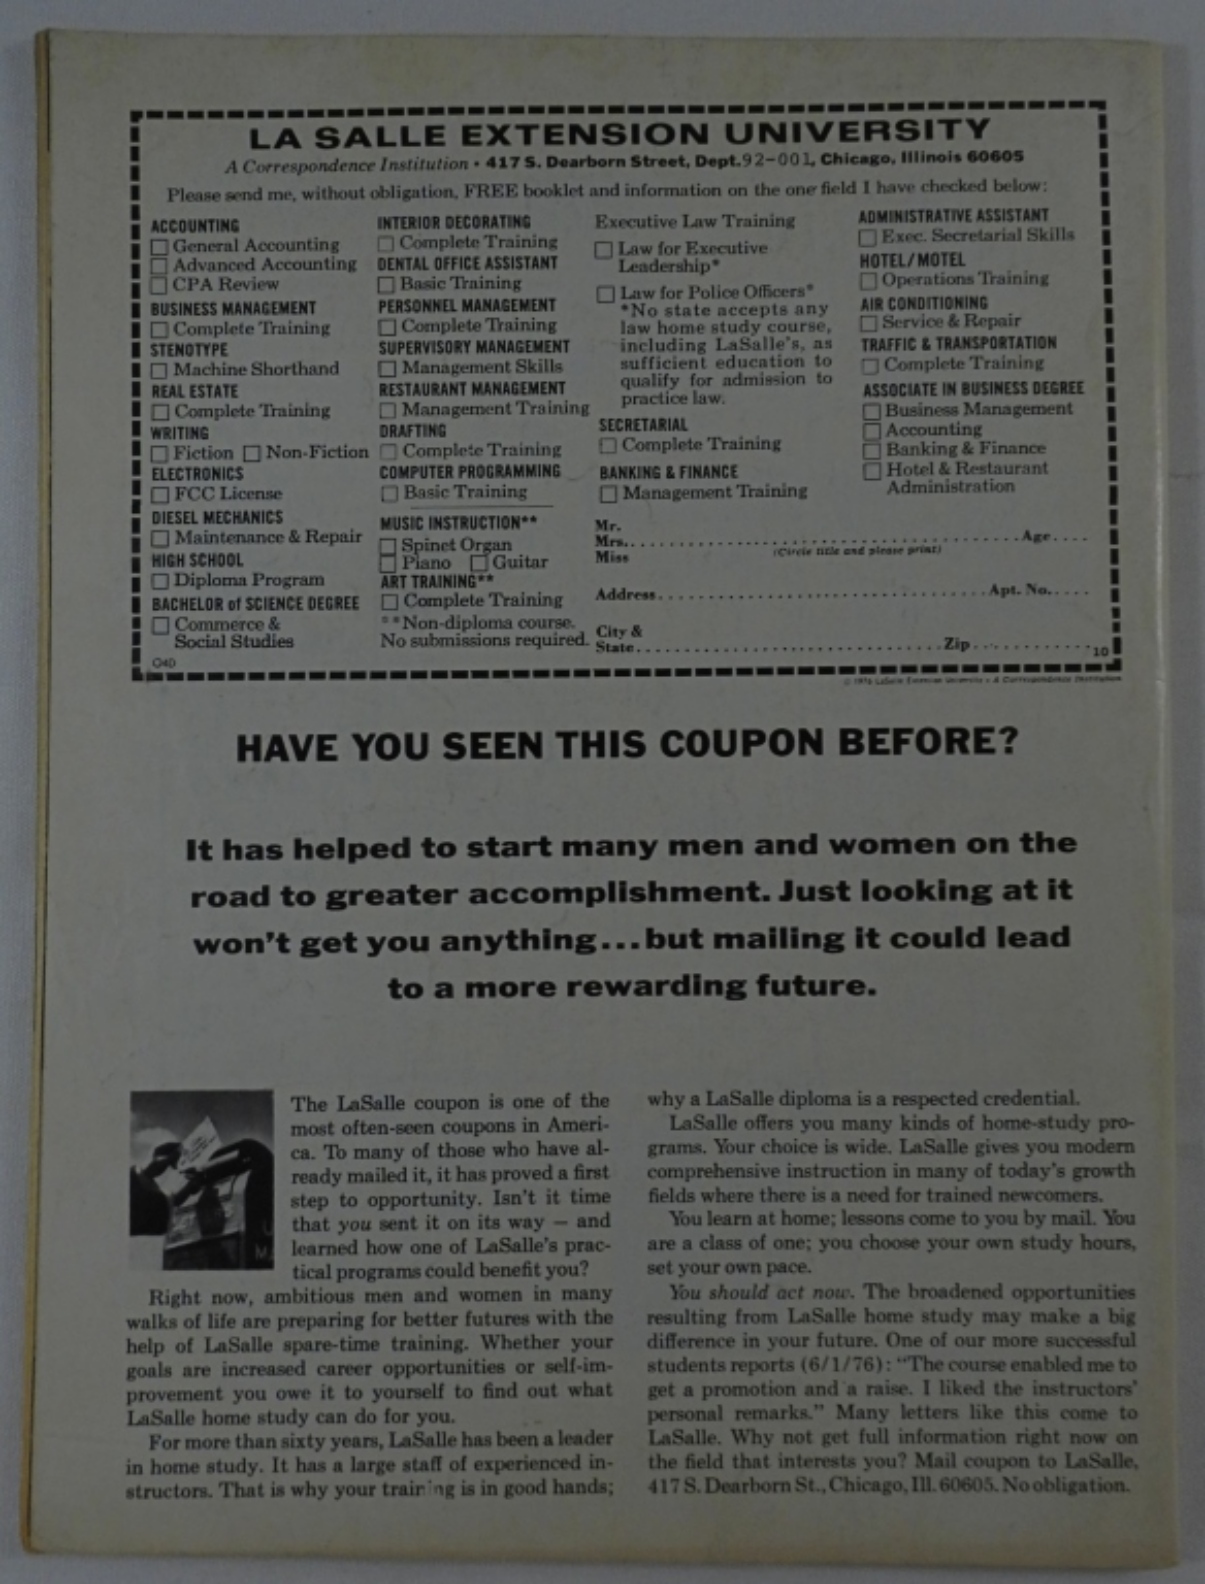 LA SALLE EXTENSION UNIVERSITY
A Correspondence Institution • 417 S. Dearborn Street, Dept. 92-001, Chicago, Illinois 60605
Please send me, without obligation, FREE booklet and information on the one field I have checked below:
ACCOUNTING
General Accounting
Advanced Accounting
CPA Review
BUSINESS MANAGEMENT
Complete Training
STENOTYPE
Machine Shorthand
REAL ESTATE
Complete Training
WRITING
Fiction Non-Fiction
ELECTRONICS
FCC License
DIESEL MECHANICS
Maintenance & Repair
HIGH SCHOOL
Diploma Program
BACHELOR of SCIENCE DEGREE
Commerce &
Social Studies
INTERIOR DECORATING
Complete Training
DENTAL OFFICE ASSISTANT
Basic Training
PERSONNEL MANAGEMENT
Complete Training
SUPERVISORY MANAGEMENT
Management Skills
RESTAURANT MANAGEMENT
Management Training
DRAFTING
Complete Training
COMPUTER PROGRAMMING
Basic Training
MUSIC INSTRUCTION**
Spinet Organ
Piano Guitar
ART TRAINING**
Complete Training
**Non-diploma course.
No submissions required.
Executive Law Training
Law for Executive
Leadership*
Law for Police Officers*
*No state accepts any
law home study course,
including LaSalle's, as
sufficient education to
qualify for admission to
practice law.
SECRETARIAL
Complete Training
BANKING & FINANCE
Management Training
ADMINISTRATIVE ASSISTANT
Exec. Secretarial Skills
HOTEL/MOTEL
Operations Training
AIR CONDITIONING
Service & Repair
TRAFFIC & TRANSPORTATION
Complete Training
ASSOCIATE IN BUSINESS DEGREE
Business Management
Accounting
Banking & Finance
Hotel & Restaurant
Administration
Mr.
Mrs. Age
Miss (Circle title and please print)
Address Apt. No.
City &
State Zip 10
© 1976 LaSalle Extension University • A Correspondence Institution
HAVE YOU SEEN THIS COUPON BEFORE?
It has helped to start many men and women on the
road to greater accomplishment. Just looking at it
won't get you anything...but mailing it could lead
to a more rewarding future.
The LaSalle coupon is one of the
most often-seen coupons in Ameri-
ca. To many of those who have al-
ready mailed it, it has proved a first
step to opportunity. Isn't it time
that you sent it on its way — and
learned how one of LaSalle's prac-
tical programs could benefit you?
Right now, ambitious men and women in many
walks of life are preparing for better futures with the
help of LaSalle spare-time training. Whether your
goals are increased career opportunities or self-im-
provement you owe it to yourself to find out what
LaSalle home study can do for you.
For more than sixty years, LaSalle has been a leader
in home study. It has a large staff of experienced in-
structors. That is why your training is in good hands;
why a LaSalle diploma is a respected credential.
LaSalle offers you many kinds of home-study pro-
grams. Your choice is wide. LaSalle gives you modern
comprehensive instruction in many of today's growth
fields where there is a need for trained newcomers.
You learn at home; lessons come to you by mail. You
are a class of one; you choose your own study hours,
set your own pace.
You should act now. The broadened opportunities
resulting from LaSalle home study may make a big
difference in your future. One of our more successful
students reports (6/1/76): "The course enabled me to
get a promotion and a raise. I liked the instructors'
personal remarks." Many letters like this come to
LaSalle. Why not get full information right now on
the field that interests you? Mail coupon to LaSalle,
417 S. Dearborn St., Chicago, Ill. 60605. No obligation.